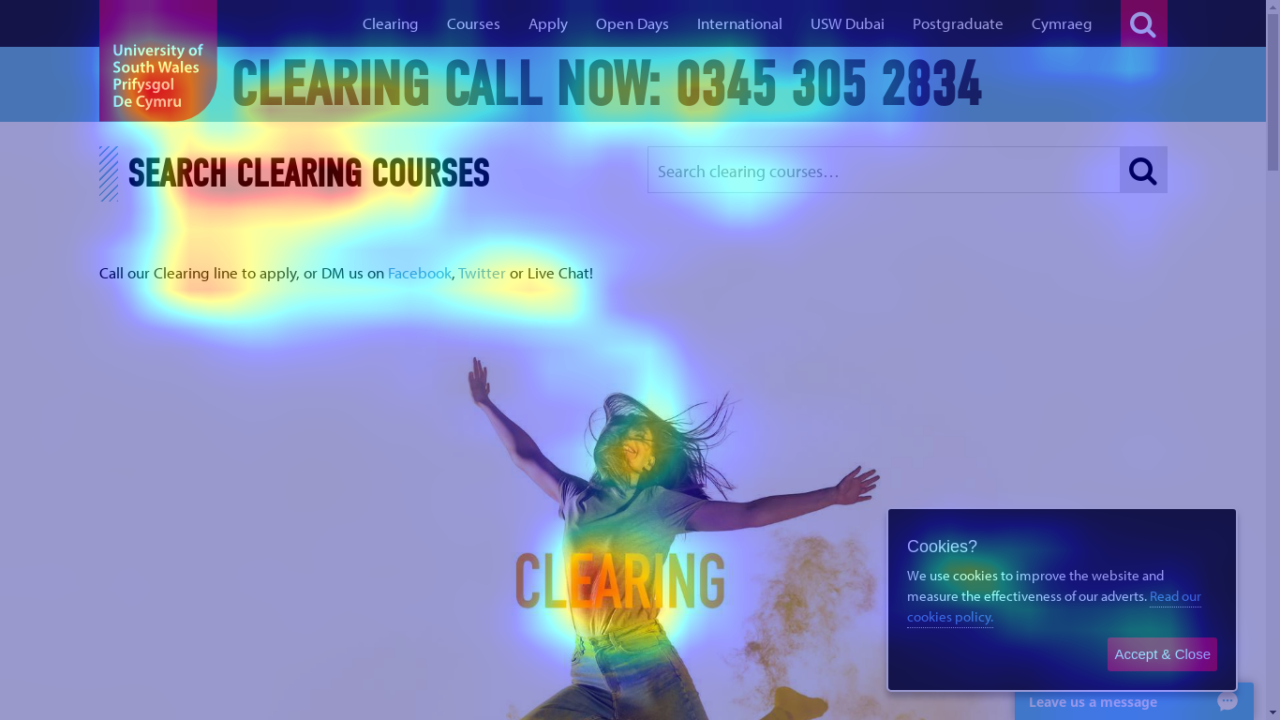 Clearing Courses Apply Open Days International USW Dubai Postgraduate Cymraeg
University of
South Wales
Prifysgol
De Cymru
CLEARING CALL NOW: 0345 305 2834
SEARCH CLEARING COURSES
Search clearing courses…
Call our Clearing line to apply, or DM us on Facebook, Twitter or Live Chat!
CLEARING
Cookies?
We use cookies to improve the website and
measure the effectiveness of our adverts. Read our
cookies policy.
Accept & Close
Leave us a message